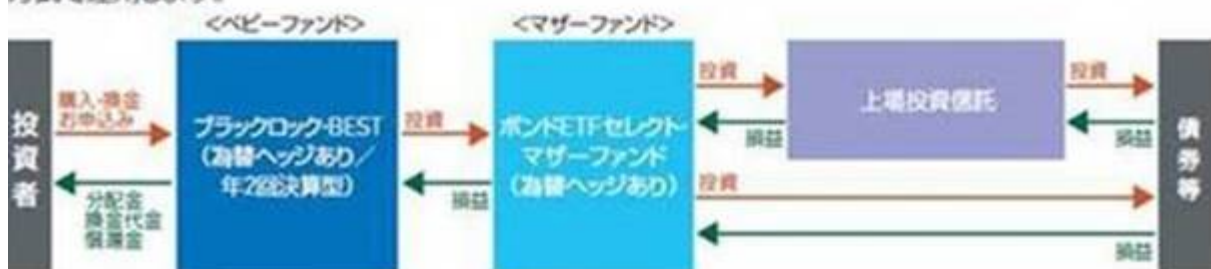 <ベビーファンド>
<マザーファンド>
投資者
購入・換金
お申込み
分配金
換金代金
償還金
ブラックロック・BEST
(為替ヘッジあり/
年2回決算型)
投資
損益
ボンドETFセレクト・
マザーファンド
(為替ヘッジあり)
投資
損益
上場投資信託
投資
損益
投資
損益
債券等